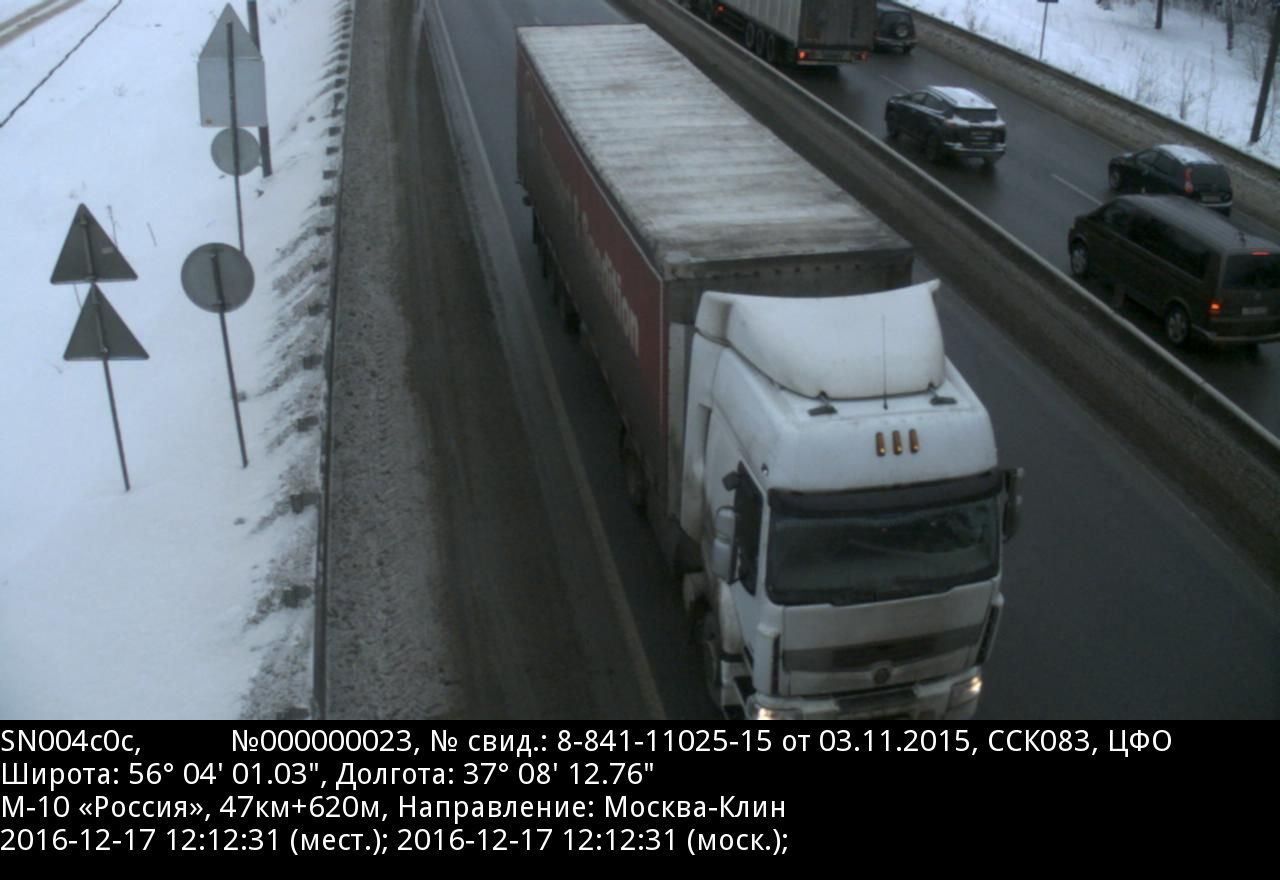 SN004c0c, №000000023, № свид.: 8-841-11025-15 от 03.11.2015, ССК083, ЦФО
Широта: 56° 04' 01.03", Долгота: 37° 08' 12.76"
М-10 «Россия», 47км+620м, Направление: Москва-Клин
2016-12-17 12:12:31 (мест.); 2016-12-17 12:12:31 (моск.);